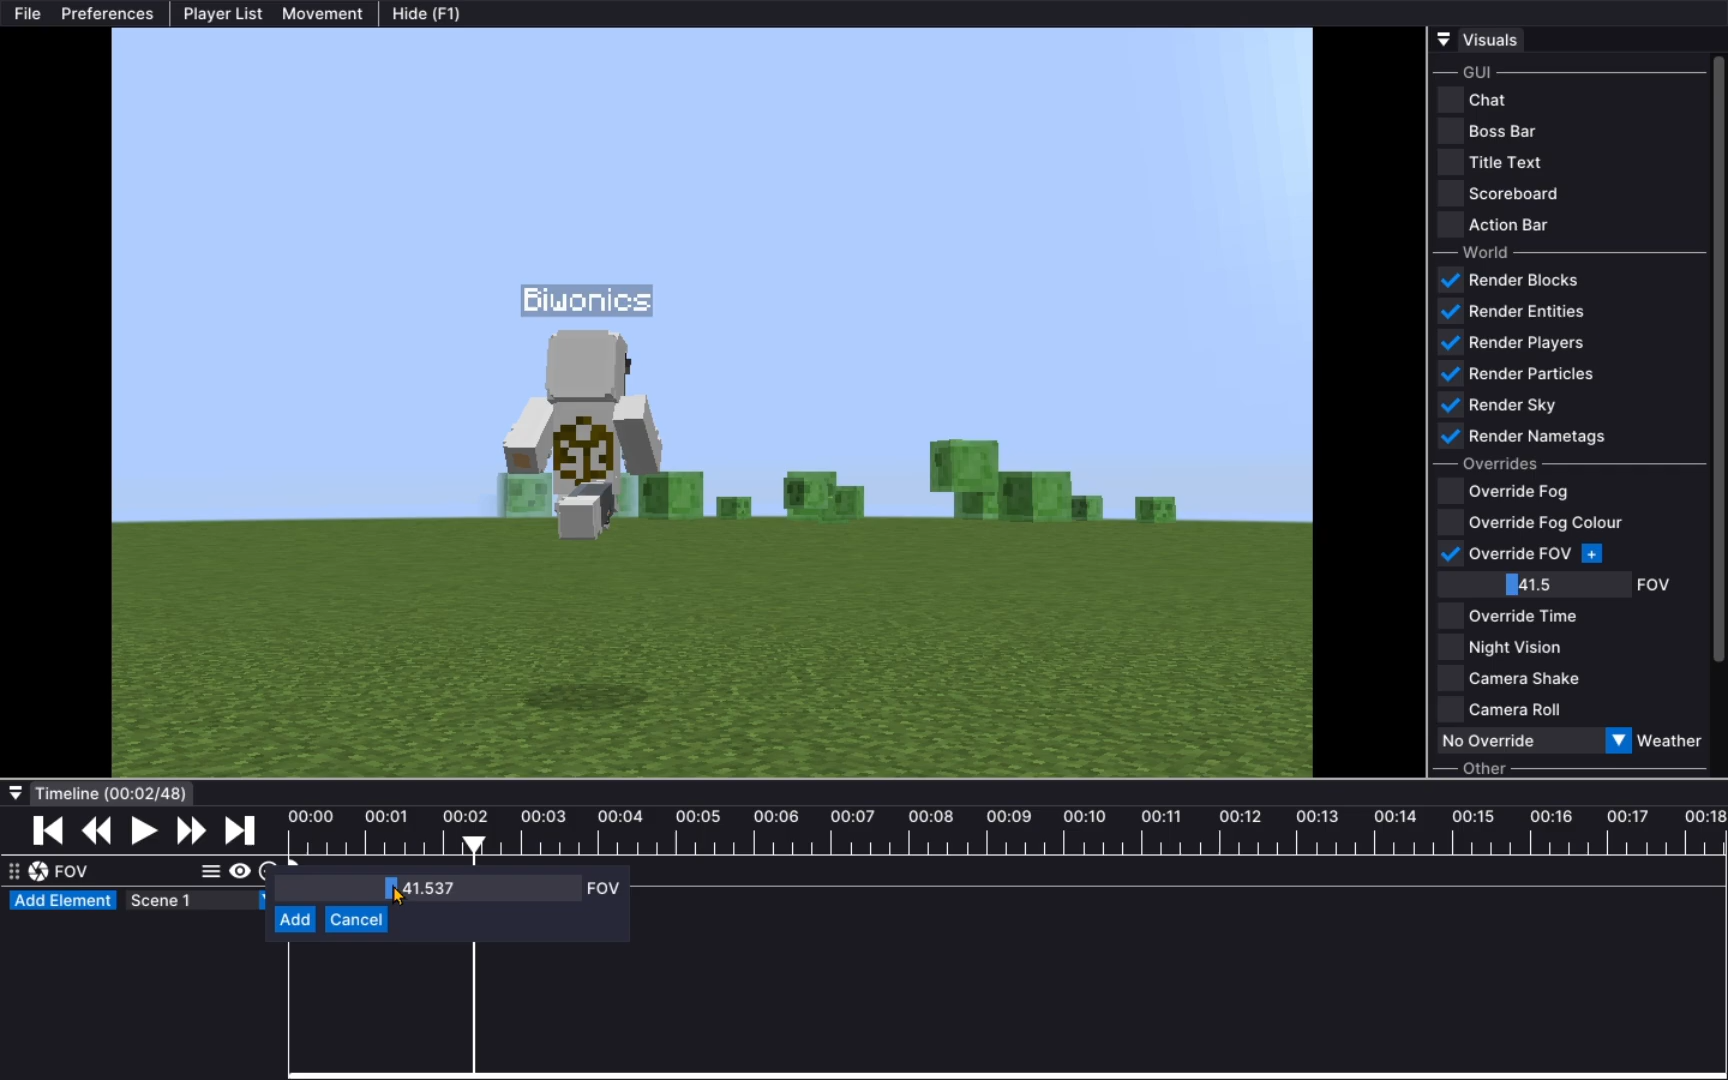 File Preferences Player List Movement Hide (F1)
Visuals
GUI
Chat
Boss Bar
Title Text
Scoreboard
Action Bar
World
Render Blocks
Render Entities
Render Players
Render Particles
Render Sky
Render Nametags
Overrides
Override Fog
Override Fog Colour
Override FOV +
41.5 FOV
Override Time
Night Vision
Camera Shake
Camera Roll
No Override Weather
Other
Biwonics
Timeline (00:02/48)
00:00 00:01 00:02 00:03 00:04 00:05 00:06 00:07 00:08 00:09 00:10 00:11 00:12 00:13 00:14 00:15 00:16 00:17 00:18
FOV
41.537 FOV
Add Element Scene 1
Add Cancel